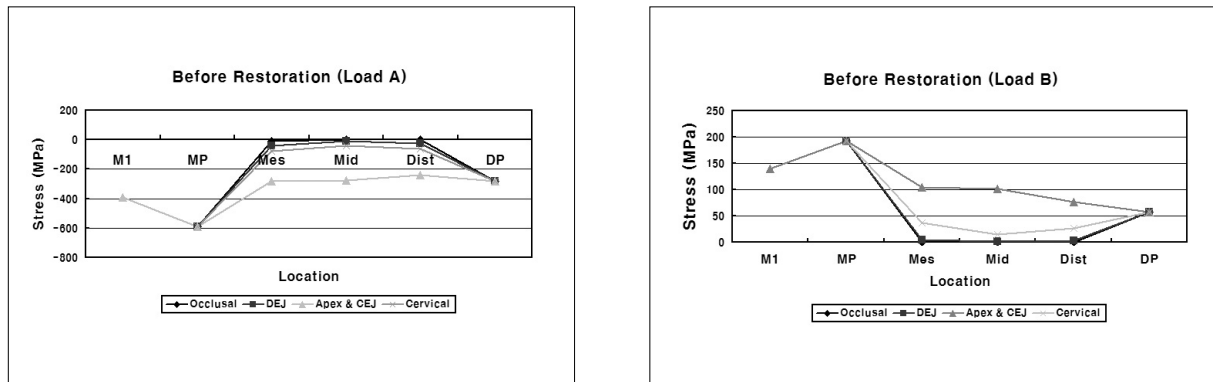 Before Restoration (Load A)
Stress (MPa)
200
0
-200
-400
-600
-800
M1 MP Mes Mid Dist DP
Location
Occlusal DEJ Apex & CEJ Cervical
Before Restoration (Load B)
Stress (MPa)
250
200
150
100
50
0
M1 MP Mes Mid Dist DP
Location
Occlusal DEJ Apex & CEJ Cervical